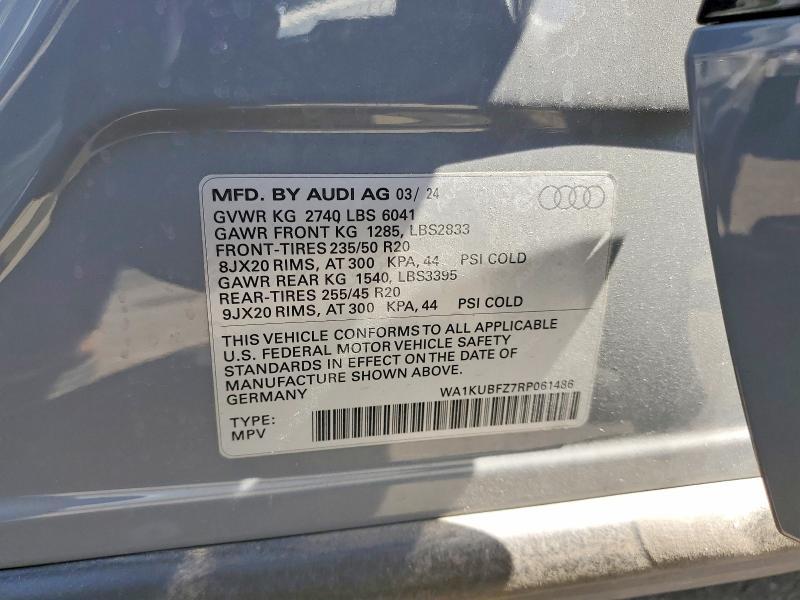 MFD. BY AUDI AG 03/ 24
GVWR KG 2740 LBS 6041
GAWR FRONT KG 1285, LBS2833
FRONT-TIRES 235/50 R20
8JX20 RIMS, AT 300 KPA, 44 PSI COLD
GAWR REAR KG 1540, LBS3395
REAR-TIRES 255/45 R20
9JX20 RIMS, AT 300 KPA, 44 PSI COLD
THIS VEHICLE CONFORMS TO ALL APPLICABLE
U.S. FEDERAL MOTOR VEHICLE SAFETY
STANDARDS IN EFFECT ON THE DATE OF
MANUFACTURE SHOWN ABOVE.
GERMANY WA1KUBFZ7RP061486
TYPE:
MPV